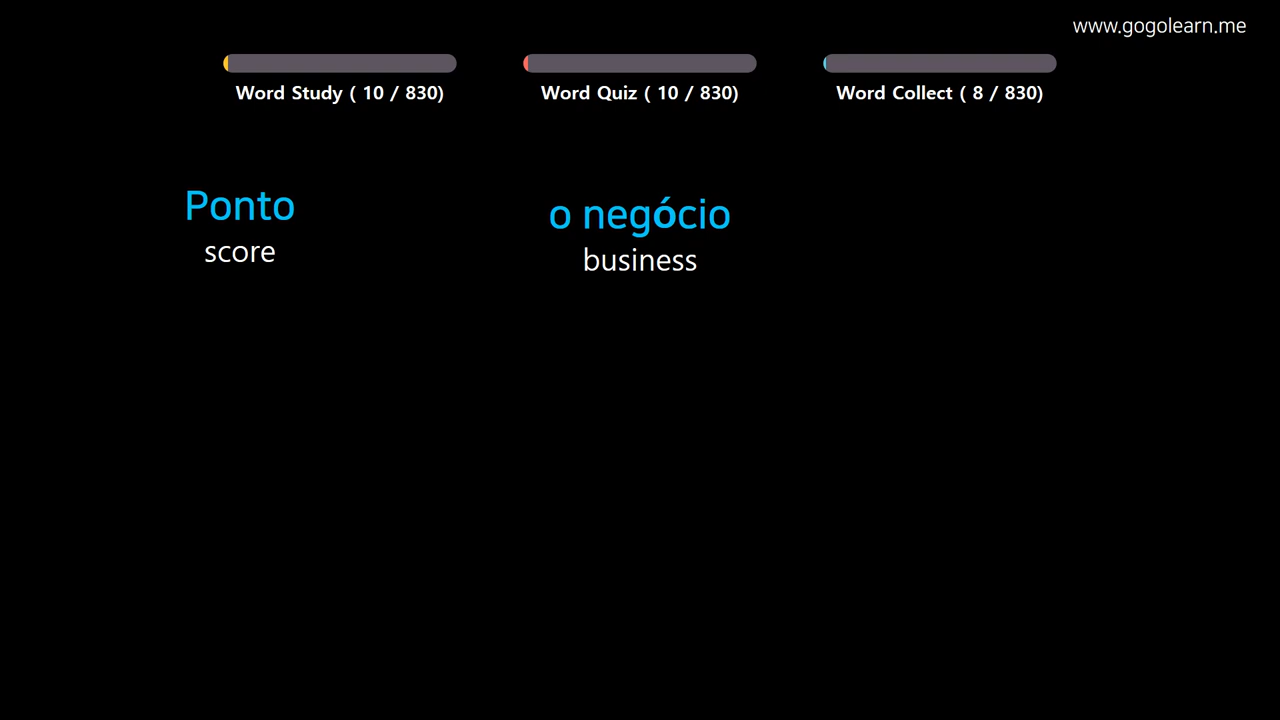 www.gogolearn.me
Word Study ( 10 / 830)
Word Quiz ( 10 / 830)
Word Collect ( 8 / 830)
Ponto
score
o negócio
business